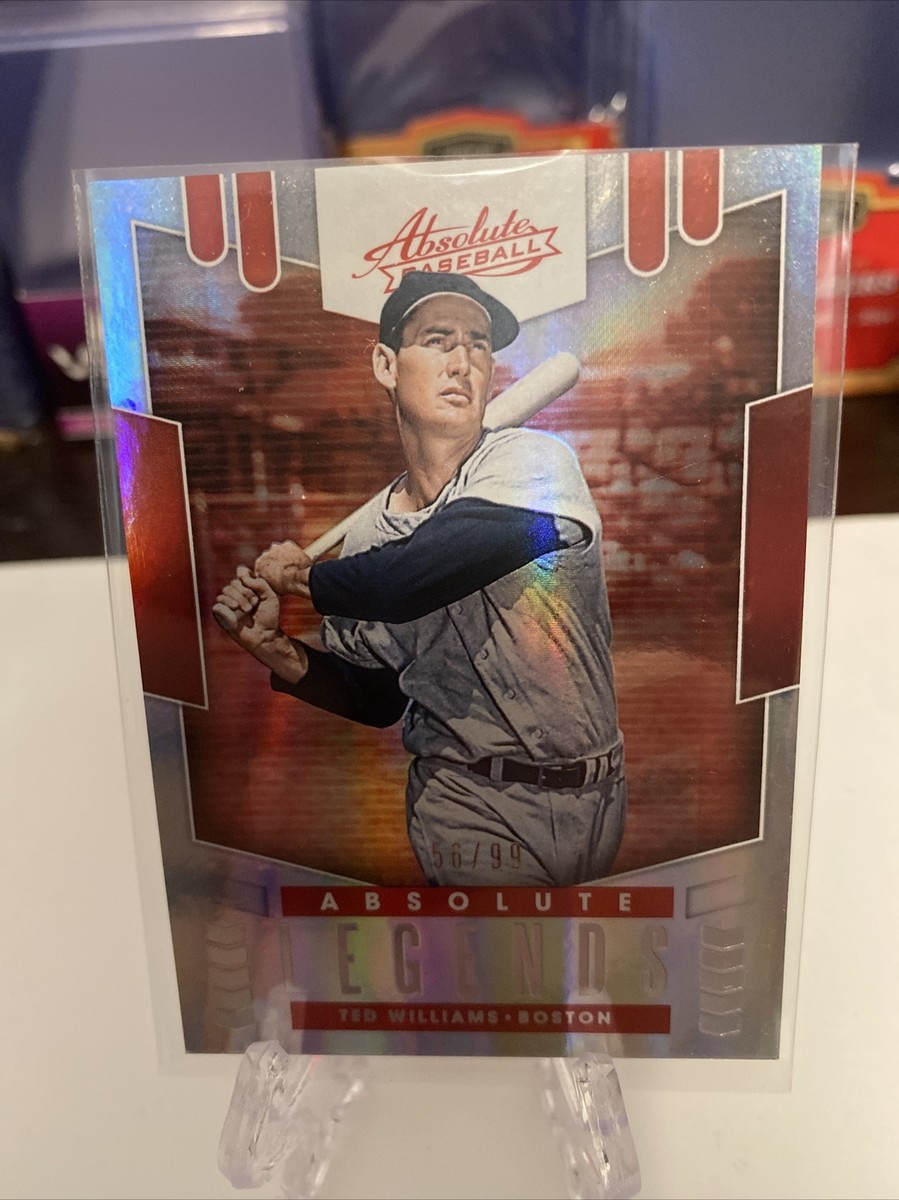 Absolute
BASEBALL
56/99
ABSOLUTE
LEGENDS
TED WILLIAMS • BOSTON